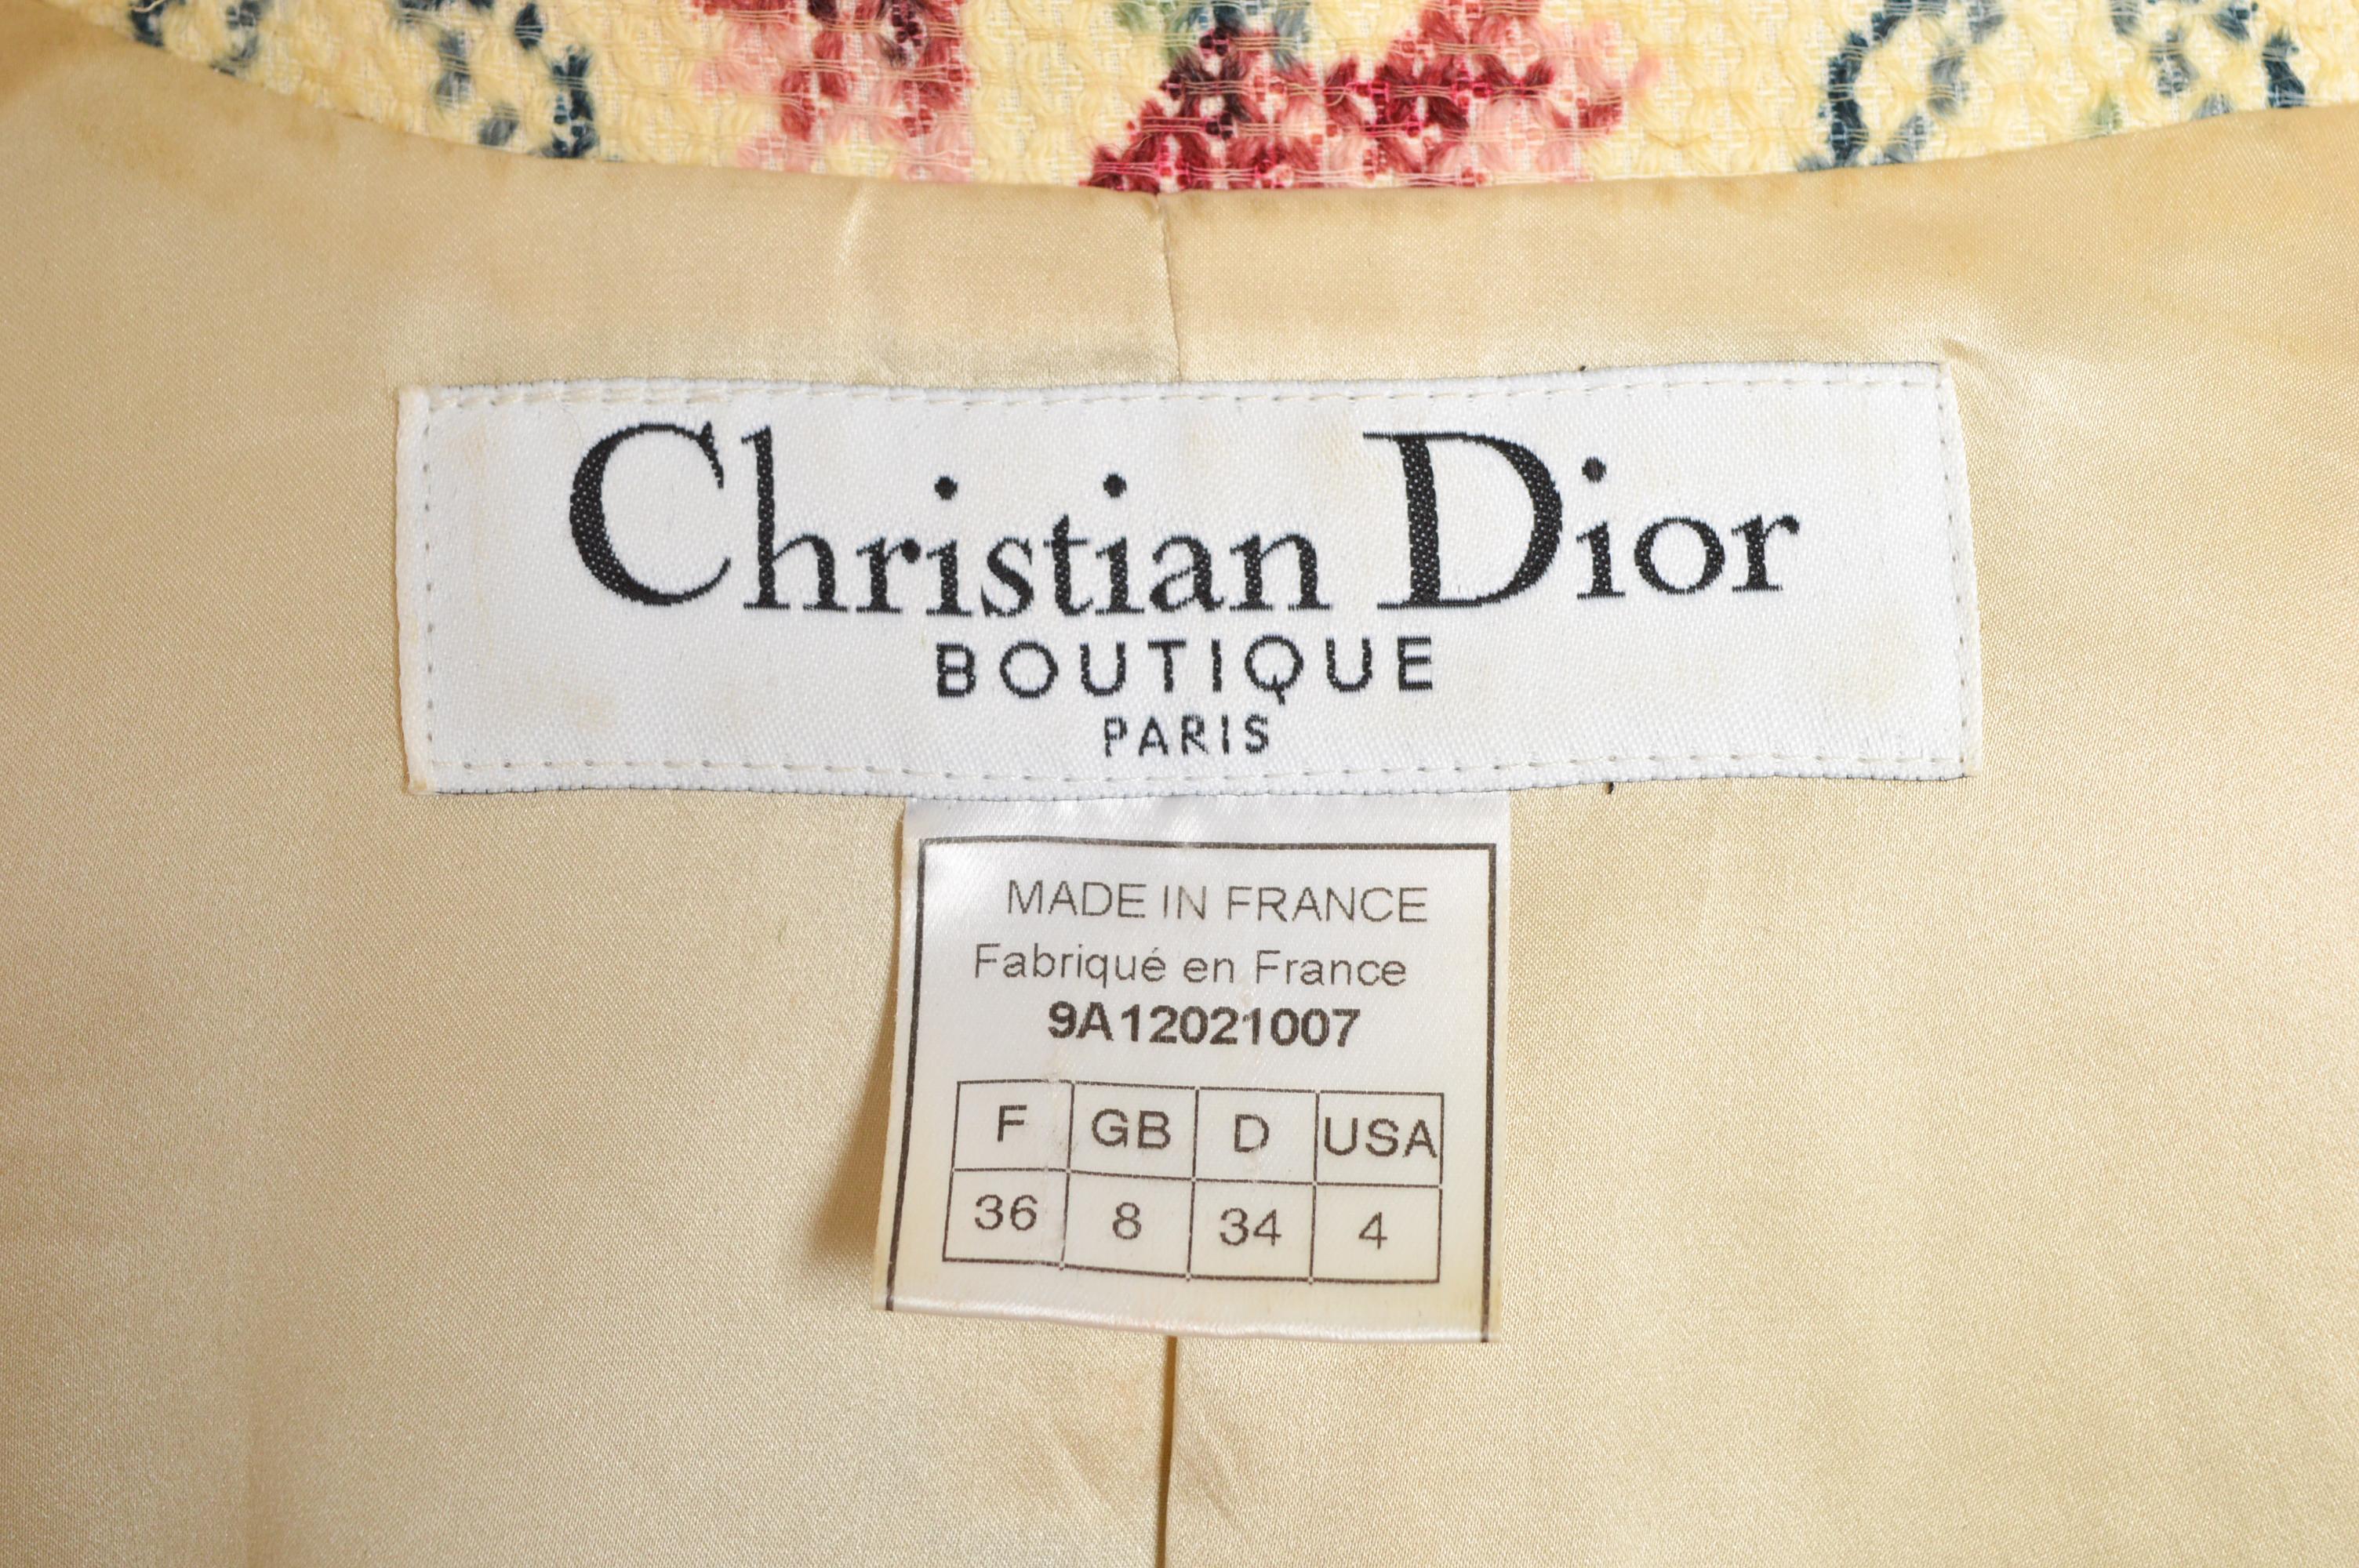 Christian Dior
BOUTIQUE
PARIS
MADE IN FRANCE
Fabriqué en France
9A12021007
F GB D USA
36 8 34 4